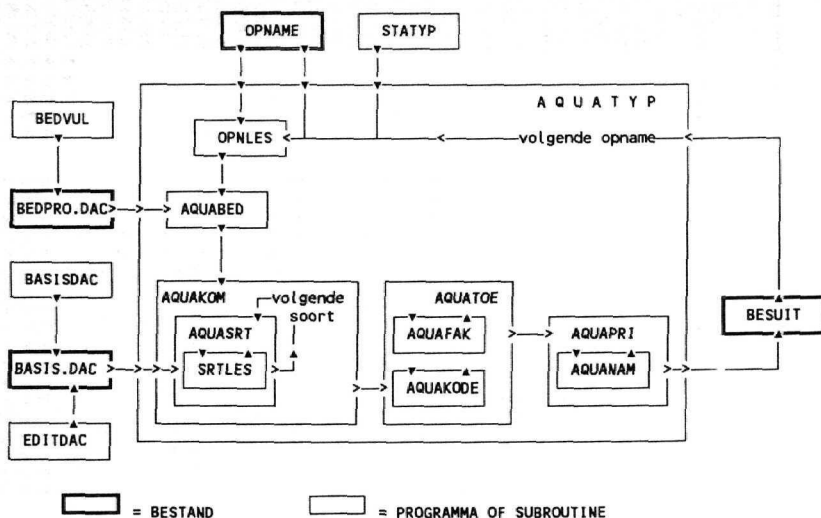 OPNAME
STATYP
A Q U A T Y P
BEDVUL
OPNLES
volgende opname
BEDPRO.DAC
AQUABED
BASISDAC
AQUAKOM
volgende
soort
AQUATOE
AQUASRT
AQUAFAK
AQUAPRI
BESUIT
BASIS.DAC
SRTLES
AQUAKODE
AQUANAM
EDITDAC
= BESTAND
= PROGRAMMA OF SUBROUTINE